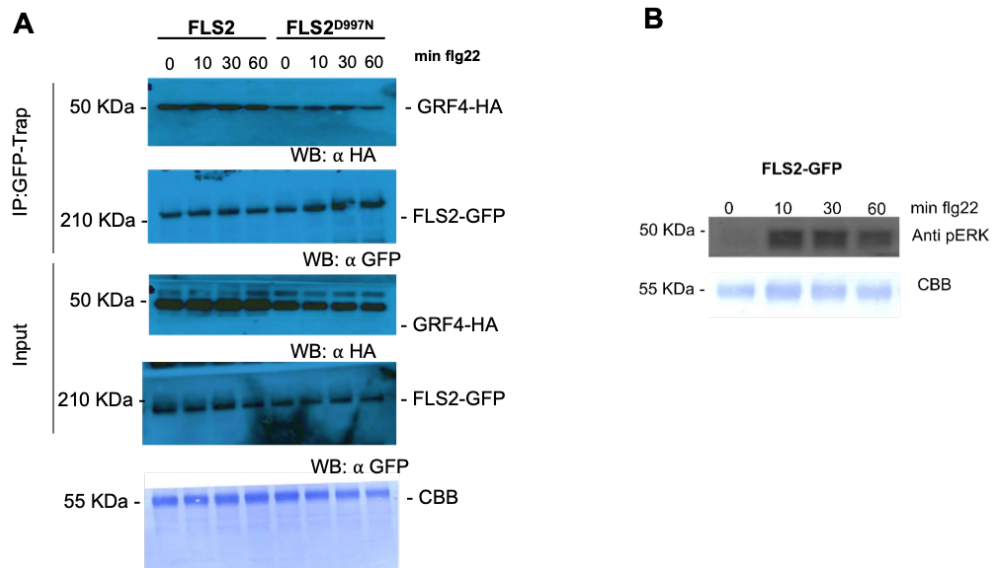 A
FLS2 FLS2D997N
0 10 30 60 0 10 30 60 min flg22
IP:GFP-Trap
50 KDa - - GRF4-HA
WB: α HA
210 KDa - - FLS2-GFP
WB: α GFP
Input
50 KDa - - GRF4-HA
WB: α HA
210 KDa - - FLS2-GFP
WB: α GFP
55 KDa - - CBB
B
FLS2-GFP
0 10 30 60 min flg22
50 KDa - Anti pERK
55 KDa - CBB